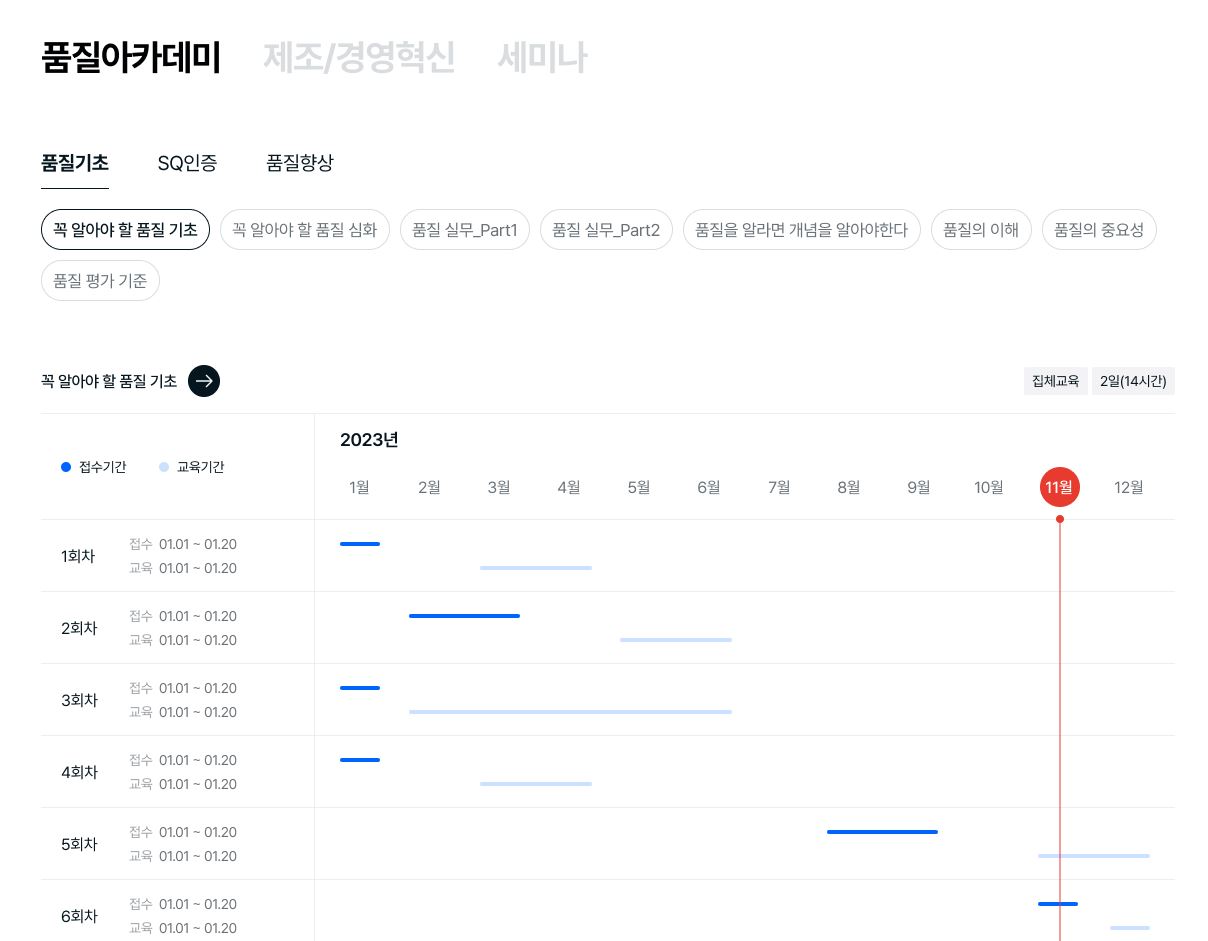 품질아카데미 제조/경영혁신 세미나
품질기초 SQ인증 품질향상
꼭 알아야 할 품질 기초 꼭 알아야 할 품질 심화 품질 실무_Part1 품질 실무_Part2 품질을 알라면 개념을 알아야한다 품질의 이해 품질의 중요성
품질 평가 기준
꼭 알아야 할 품질 기초 집체교육 2일(14시간)
2023년
접수기간 교육기간
1월 2월 3월 4월 5월 6월 7월 8월 9월 10월 11월 12월
1회차
접수 01.01 ~ 01.20
교육 01.01 ~ 01.20
2회차
접수 01.01 ~ 01.20
교육 01.01 ~ 01.20
3회차
접수 01.01 ~ 01.20
교육 01.01 ~ 01.20
4회차
접수 01.01 ~ 01.20
교육 01.01 ~ 01.20
5회차
접수 01.01 ~ 01.20
교육 01.01 ~ 01.20
6회차
접수 01.01 ~ 01.20
교육 01.01 ~ 01.20